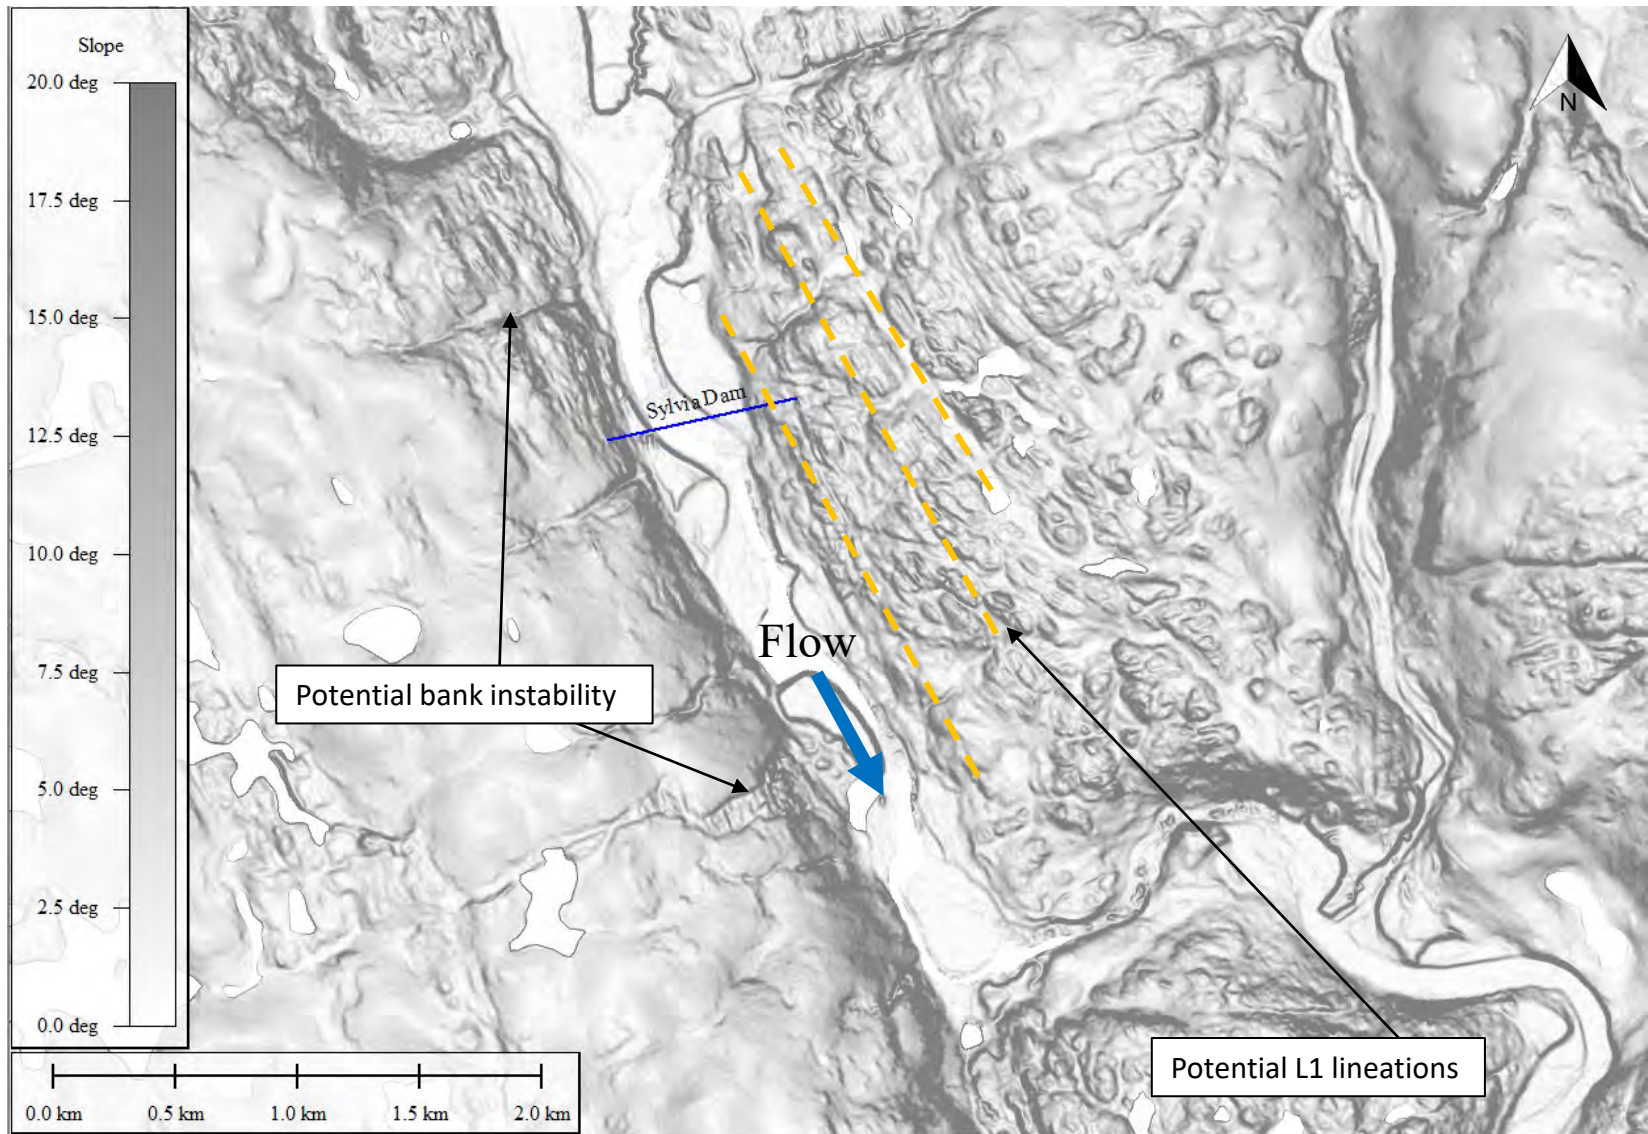 Slope
20.0 deg
17.5 deg
15.0 deg
12.5 deg
10.0 deg
7.5 deg
5.0 deg
2.5 deg
0.0 deg
N
Sylvia Dam
Flow
Potential bank instability
Potential L1 lineations
0.0 km 0.5 km 1.0 km 1.5 km 2.0 km